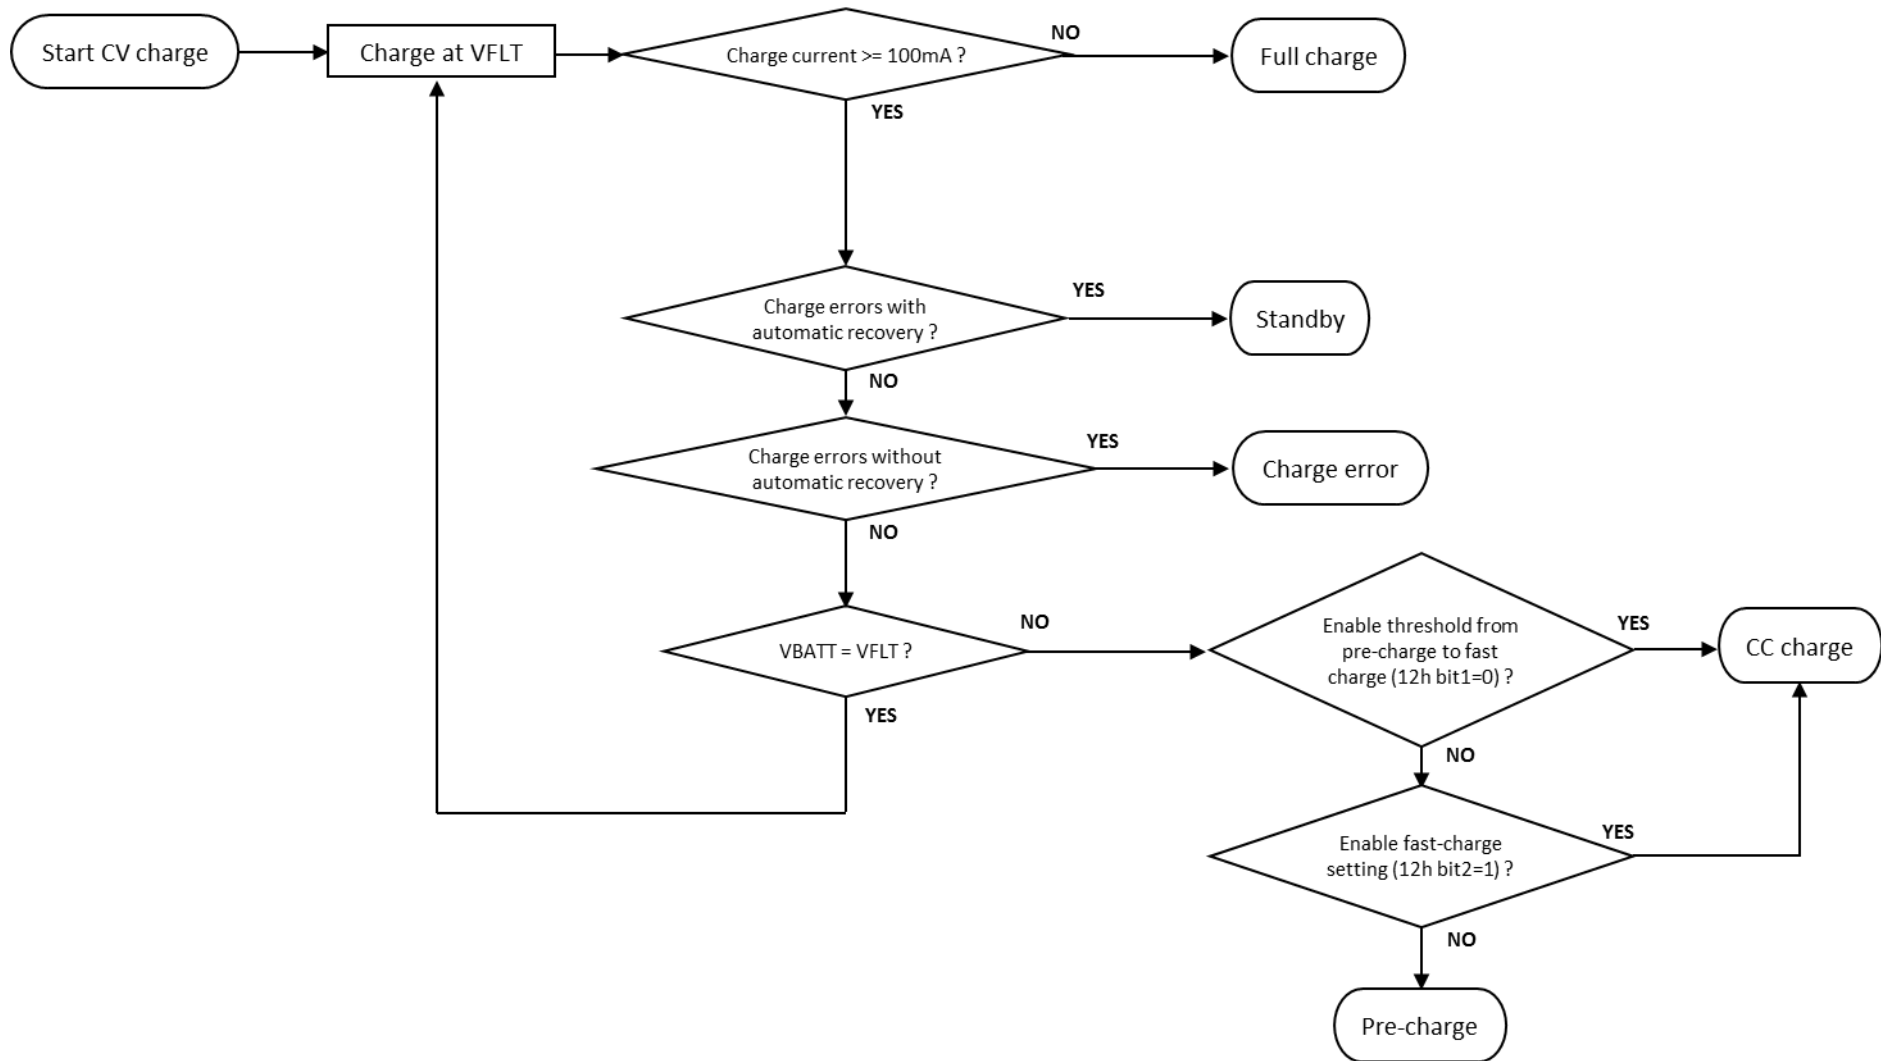 Start CV charge
Charge at VFLT
Charge current >= 100mA ?
NO
Full charge
YES
Charge errors with
automatic recovery ?
YES
Standby
NO
Charge errors without
automatic recovery ?
YES
Charge error
NO
VBATT = VFLT ?
NO
YES
Enable threshold from
pre-charge to fast
charge (12h bit1=0) ?
YES
CC charge
NO
Enable fast-charge
setting (12h bit2=1) ?
YES
NO
Pre-charge